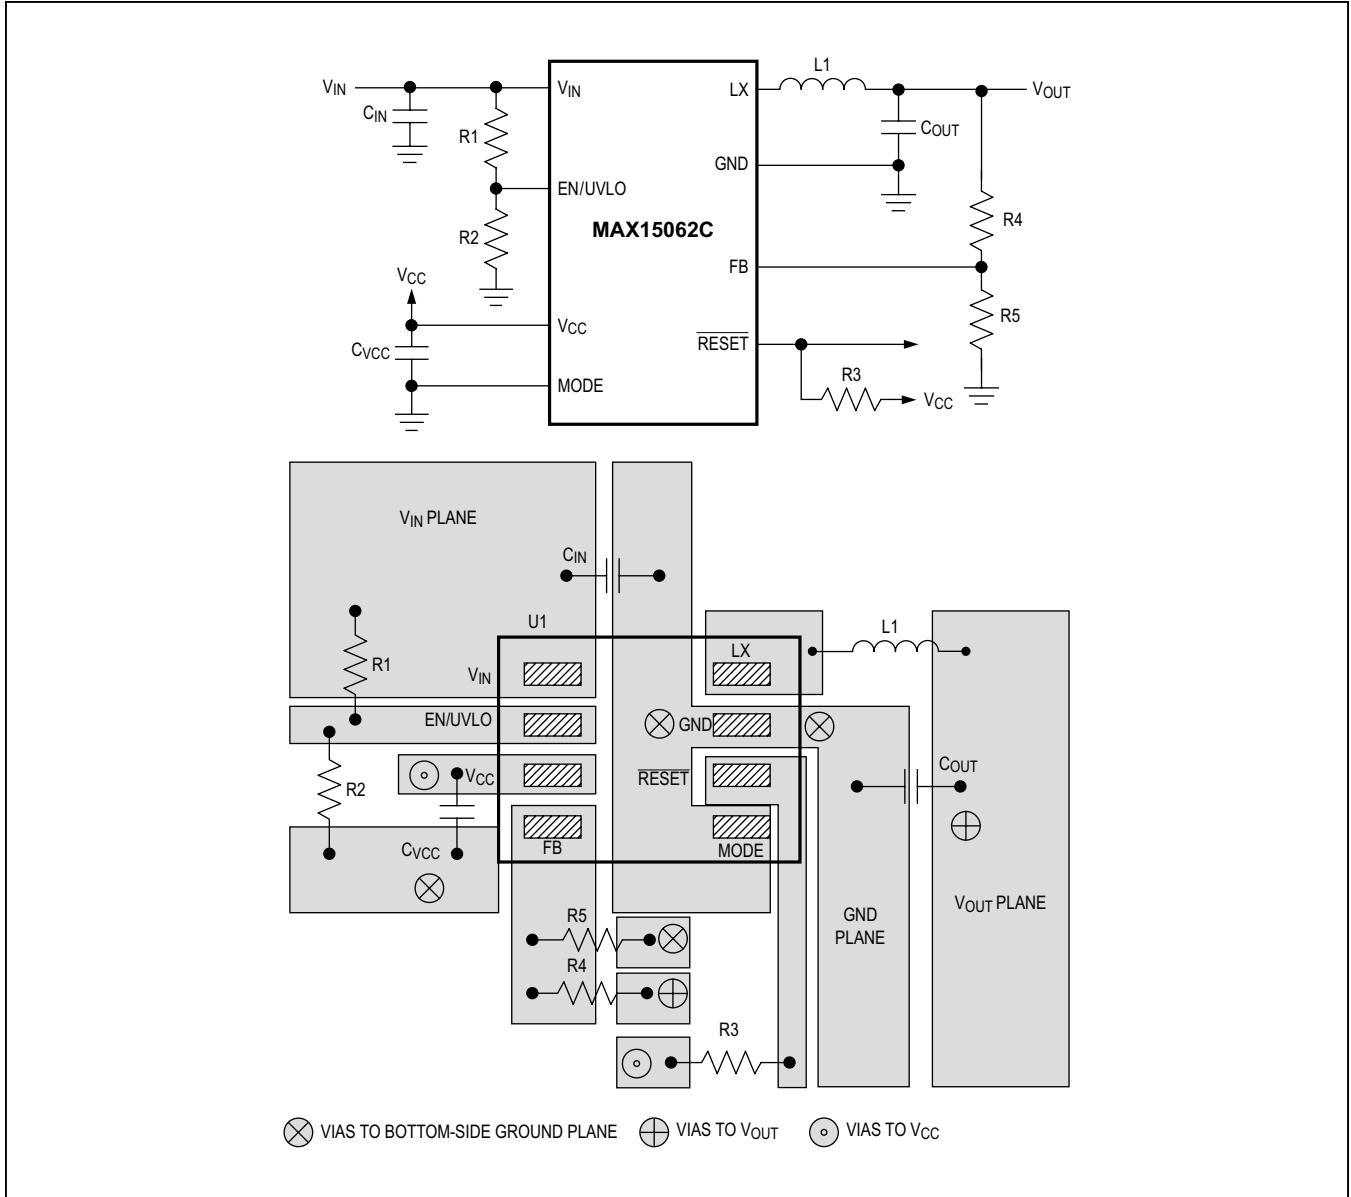 L1
VIN
VIN
LX
VOUT
CIN
COUT
R1
GND
EN/UVLO
MAX15062C
R4
R2
FB
VCC
VCC
R5
RESET
CVCC
R3
MODE
VCC
VIN PLANE
CIN
U1
L1
LX
R1
VIN
EN/UVLO
GND
COUT
VCC
RESET
R2
CVCC
FB
MODE
VOUT PLANE
GND
PLANE
R5
R4
R3
VIAS TO BOTTOM-SIDE GROUND PLANE
VIAS TO VOUT
VIAS TO VCC